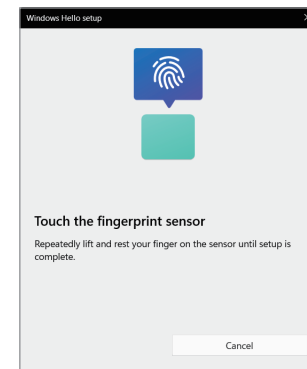 Windows Hello setup
Touch the fingerprint sensor
Repeatedly lift and rest your finger on the sensor until setup is
complete.
Cancel